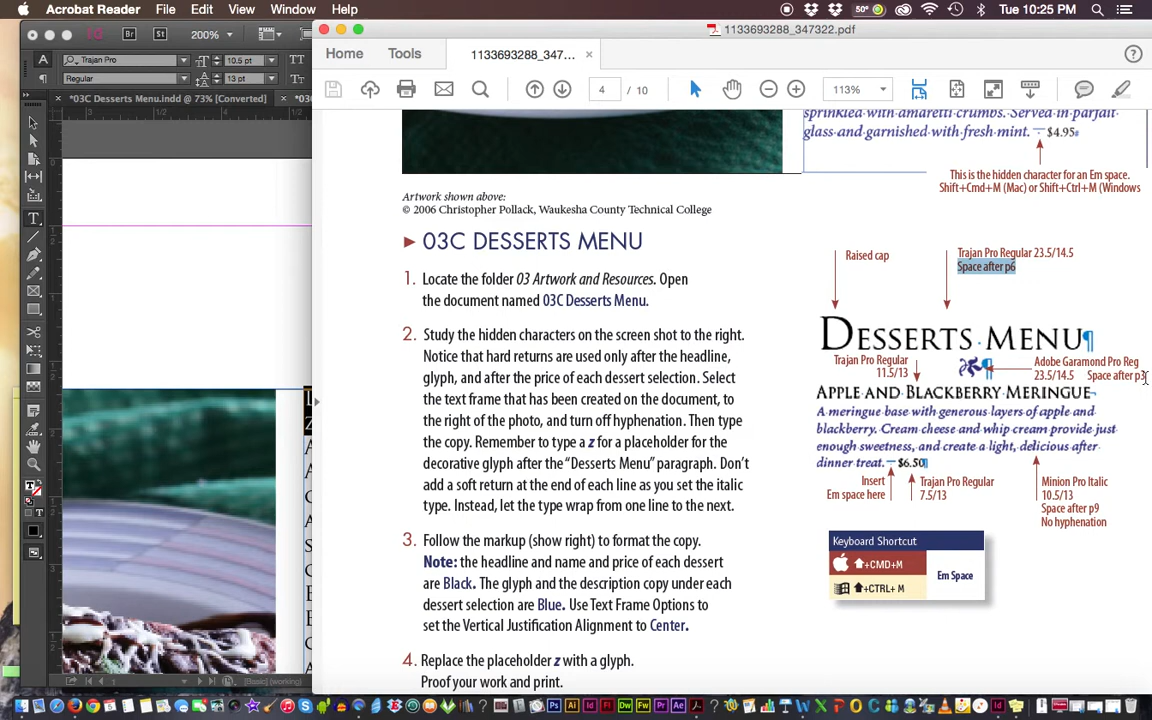 Acrobat Reader File Edit View Window Help
50° Tue 10:25 PM
Br St 200%
1133693288_347322.pdf
Home Tools 1133693288_347... ×
A Trajan Pro 10.5 pt TT
¶ Regular 13 pt
4 / 10 113%
*03C Desserts Menu.indd @ 73% [Converted]
sprinkled with amaretti crumbs. Served in parfait
glass and garnished with fresh mint. $4.95
This is the hidden character for an Em space.
Shift+Cmd+M (Mac) or Shift+Ctrl+M (Windows
Artwork shown above:
© 2006 Christopher Pollack, Waukesha County Technical College
► 03C DESSERTS MENU
1. Locate the folder 03 Artwork and Resources. Open
the document named 03C Desserts Menu.
2. Study the hidden characters on the screen shot to the right.
Notice that hard returns are used only after the headline,
glyph, and after the price of each dessert selection. Select
the text frame that has been created on the document, to
the right of the photo, and turn off hyphenation. Then type
the copy. Remember to type a z for a placeholder for the
decorative glyph after the “Desserts Menu” paragraph. Don’t
add a soft return at the end of each line as you set the italic
type. Instead, let the type wrap from one line to the next.
3. Follow the markup (show right) to format the copy.
Note: the headline and name and price of each dessert
are Black. The glyph and the description copy under each
dessert selection are Blue. Use Text Frame Options to
set the Vertical Justification Alignment to Center.
4. Replace the placeholder z with a glyph.
Proof your work and print.
Raised cap
Trajan Pro Regular 23.5/14.5
Space after p6
Desserts Menu¶
Trajan Pro Regular
11.5/13
Adobe Garamond Pro Reg
23.5/14.5 Space after p3
Apple and Blackberry Meringue
A meringue base with generous layers of apple and
blackberry. Cream cheese and whip cream provide just
enough sweetness, and create a light, delicious after
dinner treat. $6.50¶
Insert
Em space here
Trajan Pro Regular
7.5/13
Minion Pro Italic
10.5/13
Space after p9
No hyphenation
Keyboard Shortcut
+CMD+M
+CTRL+ M
Em Space
[Basic] (working)